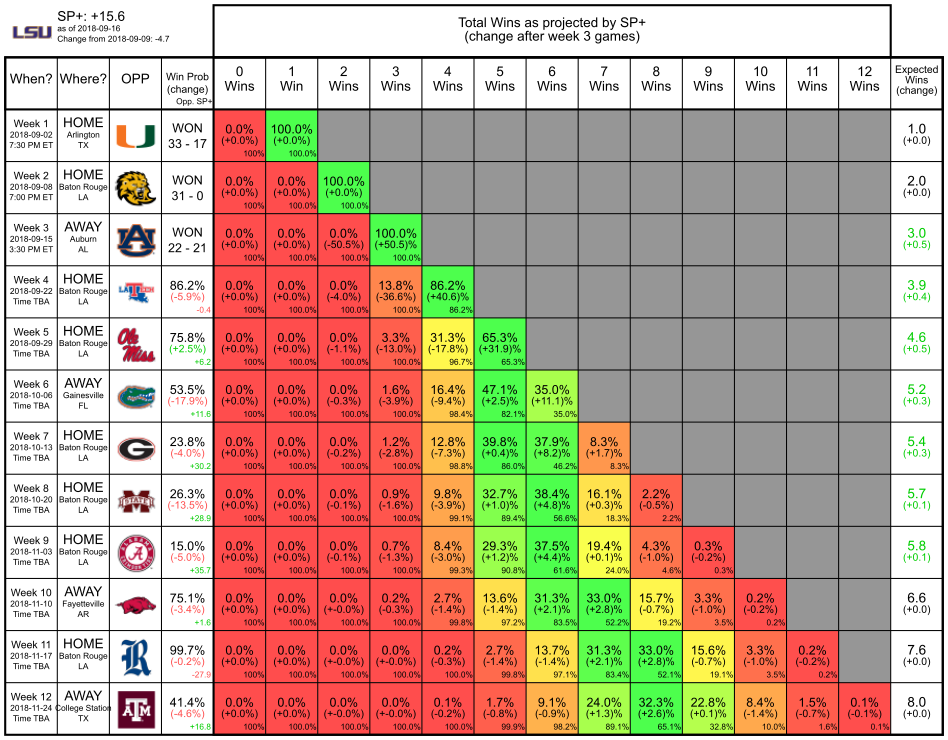 SP+: +15.6
as of 2018-09-16
Change from 2018-09-09: -4.7
LSU
Total Wins as projected by SP+
(change after week 3 games)
When? Where? OPP Win Prob (change) Opp. SP+ 0 Wins 1 Win 2 Wins 3 Wins 4 Wins 5 Wins 6 Wins 7 Wins 8 Wins 9 Wins 10 Wins 11 Wins 12 Wins Expected Wins (change)
Week 1 HOME WON 0.0% 100.0% 1.0
2018-09-02 Arlington 33 - 17 (+0.0%) (+0.0%) (+0.0)
7:30 PM ET TX 100% 100.0%
Week 2 HOME WON 0.0% 0.0% 100.0% 2.0
2018-09-08 Baton Rouge 31 - 0 (+0.0%) (+0.0%) (+0.0%) (+0.0)
7:00 PM ET LA 100% 100.0% 100.0%
Week 3 AWAY WON 0.0% 0.0% 0.0% 100.0% 3.0
2018-09-15 Auburn 22 - 21 (+0.0%) (+0.0%) (-50.5%) (+50.5)% (+0.5)
3:30 PM ET AL 100% 100.0% 100.0% 100.0%
Week 4 HOME LA TECH 86.2% 0.0% 0.0% 0.0% 13.8% 86.2% 3.9
2018-09-22 Baton Rouge (-5.9%) (+0.0%) (+0.0%) (-4.0%) (-36.6%) (+40.6)% (+0.4)
Time TBA LA -0.4 100% 100.0% 100.0% 100.0% 86.2%
Week 5 HOME Ole Miss 75.8% 0.0% 0.0% 0.0% 3.3% 31.3% 65.3% 4.6
2018-09-29 Baton Rouge (+2.5%) (+0.0%) (+0.0%) (-1.1%) (-13.0%) (-17.8%) (+31.9)% (+0.5)
Time TBA LA +6.2 100% 100.0% 100.0% 100.0% 96.7% 65.3%
Week 6 AWAY 53.5% 0.0% 0.0% 0.0% 1.6% 16.4% 47.1% 35.0% 5.2
2018-10-06 Gainesville (-17.9%) (+0.0%) (+0.0%) (-0.3%) (-3.9%) (-9.4%) (+2.5)% (+11.1)% (+0.3)
Time TBA FL +11.6 100% 100.0% 100.0% 100.0% 98.4% 82.1% 35.0%
Week 7 HOME G 23.8% 0.0% 0.0% 0.0% 1.2% 12.8% 39.8% 37.9% 8.3% 5.4
2018-10-13 Baton Rouge (-4.0%) (+0.0%) (+0.0%) (-0.2%) (-2.8%) (-7.3%) (+0.4)% (+8.2)% (+1.7)% (+0.3)
Time TBA LA +30.2 100% 100.0% 100.0% 100.0% 98.8% 86.0% 46.2% 8.3%
Week 8 HOME STATE 26.3% 0.0% 0.0% 0.0% 0.9% 9.8% 32.7% 38.4% 16.1% 2.2% 5.7
2018-10-20 Baton Rouge (-13.5%) (+0.0%) (+0.0%) (-0.1%) (-1.6%) (-3.9%) (+1.0)% (+4.8)% (+0.3)% (-0.5%) (+0.1)
Time TBA LA +28.9 100% 100.0% 100.0% 100.0% 99.1% 89.4% 56.6% 18.3% 2.2%
Week 9 HOME 15.0% 0.0% 0.0% 0.0% 0.7% 8.4% 29.3% 37.5% 19.4% 4.3% 0.3% 5.8
2018-11-03 Baton Rouge (-5.0%) (+0.0%) (+0.0%) (-0.1%) (-1.3%) (-3.0%) (+1.2)% (+4.4)% (+0.1)% (-1.0%) (-0.2%) (+0.1)
Time TBA LA +35.7 100% 100.0% 100.0% 100.0% 99.3% 90.8% 61.6% 24.0% 4.6% 0.3%
Week 10 AWAY 75.1% 0.0% 0.0% 0.0% 0.2% 2.7% 13.6% 31.3% 33.0% 15.7% 3.3% 0.2% 6.6
2018-11-10 Fayetteville (-3.4%) (+0.0%) (+0.0%) (+-0.0%) (-0.3%) (-1.4%) (-1.4%) (+2.1)% (+2.8)% (-0.7%) (-1.0%) (-0.2%) (+0.0)
Time TBA AR +1.6 100% 100.0% 100.0% 100.0% 99.8% 97.2% 83.5% 52.2% 19.2% 3.5% 0.2%
Week 11 HOME R 99.7% 0.0% 0.0% 0.0% 0.0% 0.2% 2.7% 13.7% 31.3% 33.0% 15.6% 3.3% 0.2% 7.6
2018-11-17 Baton Rouge (-0.2%) (+0.0%) (+0.0%) (+-0.0%) (+-0.0%) (-0.3%) (-1.4%) (-1.4%) (+2.1)% (+2.8)% (-0.7%) (-1.0%) (-0.2%) (+0.0)
Time TBA LA -27.9 100% 100.0% 100.0% 100.0% 100.0% 99.8% 97.1% 83.4% 52.1% 19.1% 3.5% 0.2%
Week 12 AWAY ATM 41.4% 0.0% 0.0% 0.0% 0.0% 0.1% 1.7% 9.1% 24.0% 32.3% 22.8% 8.4% 1.5% 0.1% 8.0
2018-11-24 College Station (-4.6%) (+0.0%) (+0.0%) (+0.0%) (+-0.0%) (-0.2%) (-0.8%) (-0.9%) (+1.3)% (+2.6)% (+0.1)% (-1.4%) (-0.7%) (-0.1%) (+0.0)
Time TBA TX +16.8 100% 100.0% 100.0% 100.0% 100.0% 99.9% 98.2% 89.1% 65.1% 32.8% 10.0% 1.6% 0.1%